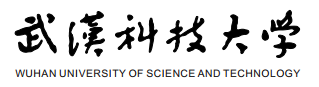 武漢科技大学
WUHAN UNIVERSITY OF SCIENCE AND TECHNOLOGY